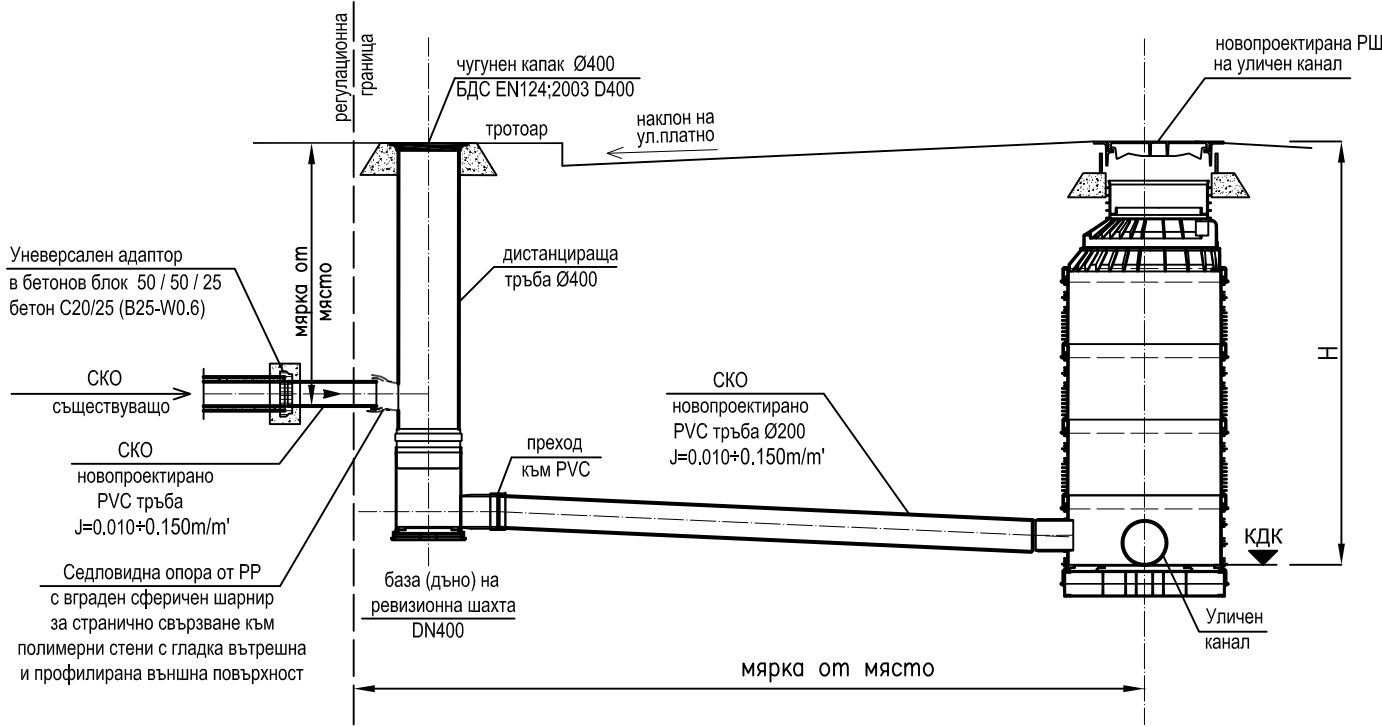 регулационна
граница
чугунен капак Ø400
БДС EN124;2003 D400
тротоар
наклон на
ул.платно
новопроектирана РШ
на уличен канал
Универсален адаптор
в бетонов блок 50 / 50 / 25
бетон C20/25 (B25-W0.6)
мярка от
място
дистанцираща
тръба Ø400
СКО
съществуващо
СКО
новопроектирано
PVC тръба
J=0.010÷0.150m/m'
преход
към PVC
СКО
новопроектирано
PVC тръба Ø200
J=0.010÷0.150m/m'
H
КДК
Седловидна опора от PP
с вграден сферичен шарнир
за странично свързване към
полимерни стени с гладка вътрешна
и профилирана външна повърхност
база (дъно) на
ревизионна шахта
DN400
Уличен
канал
мярка от място